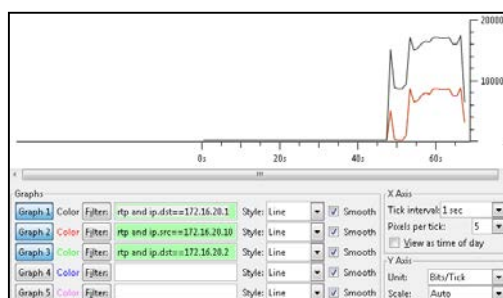 20000
10000
0s 20s 40s 60s
Graphs
Graph 1 Color Filter: rtp and ip.dst==172.16.20.1 Style: Line Smooth
Graph 2 Color Filter: rtp and ip.src==172.16.20.10 Style: Line Smooth
Graph 3 Color Filter: rtp and ip.dst==172.16.20.2 Style: Line Smooth
Graph 4 Color Filter: Style: Line Smooth
Graph 5 Color Filter: Style: Line Smooth
X Axis
Tick interval: 1 sec
Pixels per tick: 5
View as time of day
Y Axis
Unit: Bits/Tick
Scale: Auto